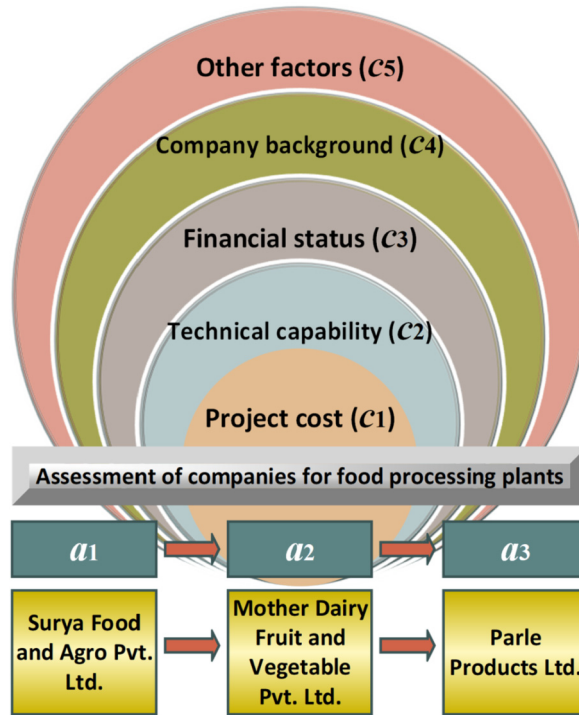 Other factors (C5)
Company background (C4)
Financial status (C3)
Technical capability (C2)
Project cost (C1)
Assessment of companies for food processing plants
a1
a2
a3
Surya Food
and Agro Pvt.
Ltd.
Mother Dairy
Fruit and
Vegetable
Pvt. Ltd.
Parle
Products Ltd.